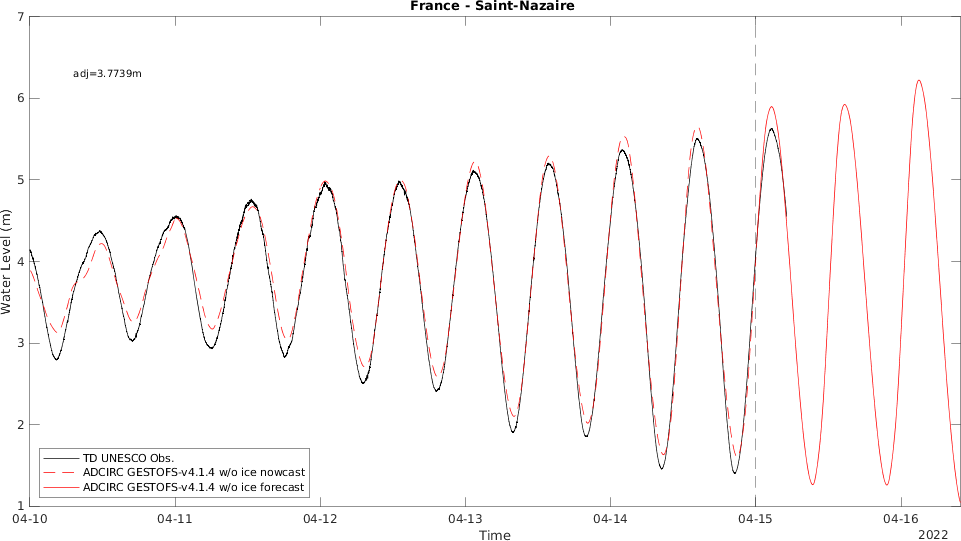 France - Saint-Nazaire
7
adj=3.7739m
6
5
4
3
2
1
Water Level (m)
TD UNESCO Obs.
ADCIRC GESTOFS-v4.1.4 w/o ice nowcast
ADCIRC GESTOFS-v4.1.4 w/o ice forecast
04-10 04-11 04-12 04-13 04-14 04-15 04-16
Time
2022